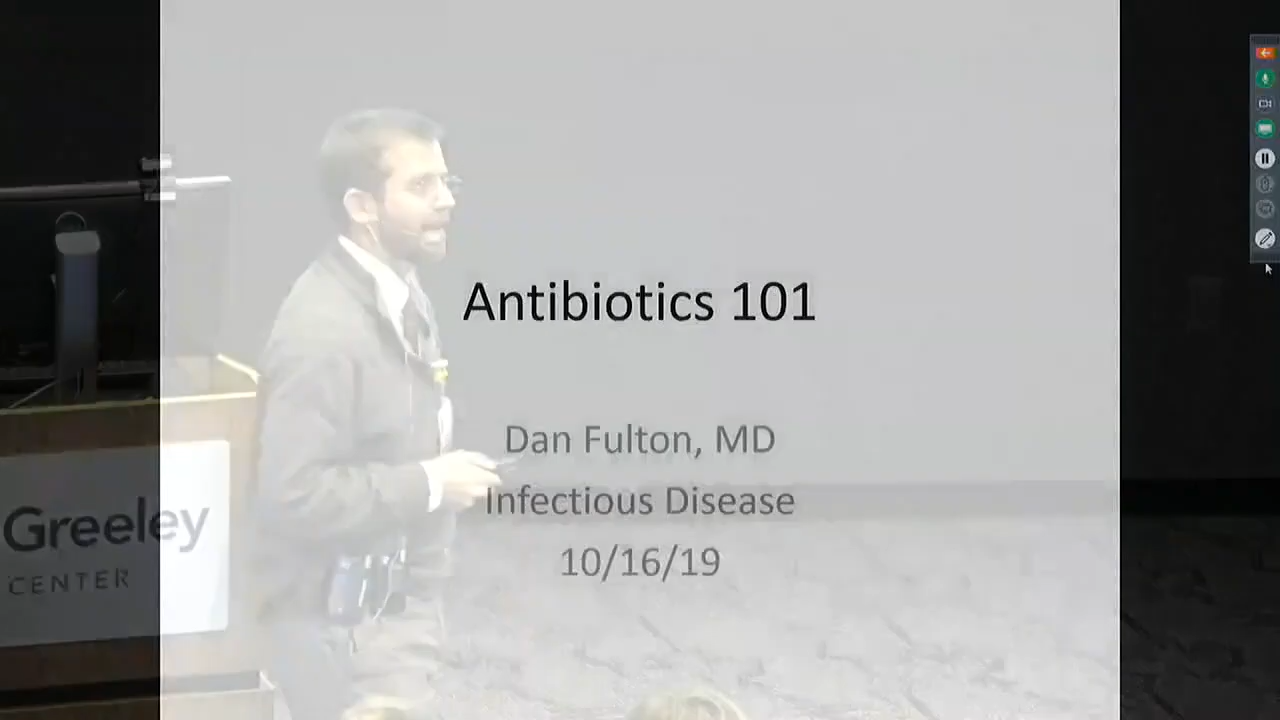 Antibiotics 101
Dan Fulton, MD
Infectious Disease
10/16/19
Greeley
CENTER